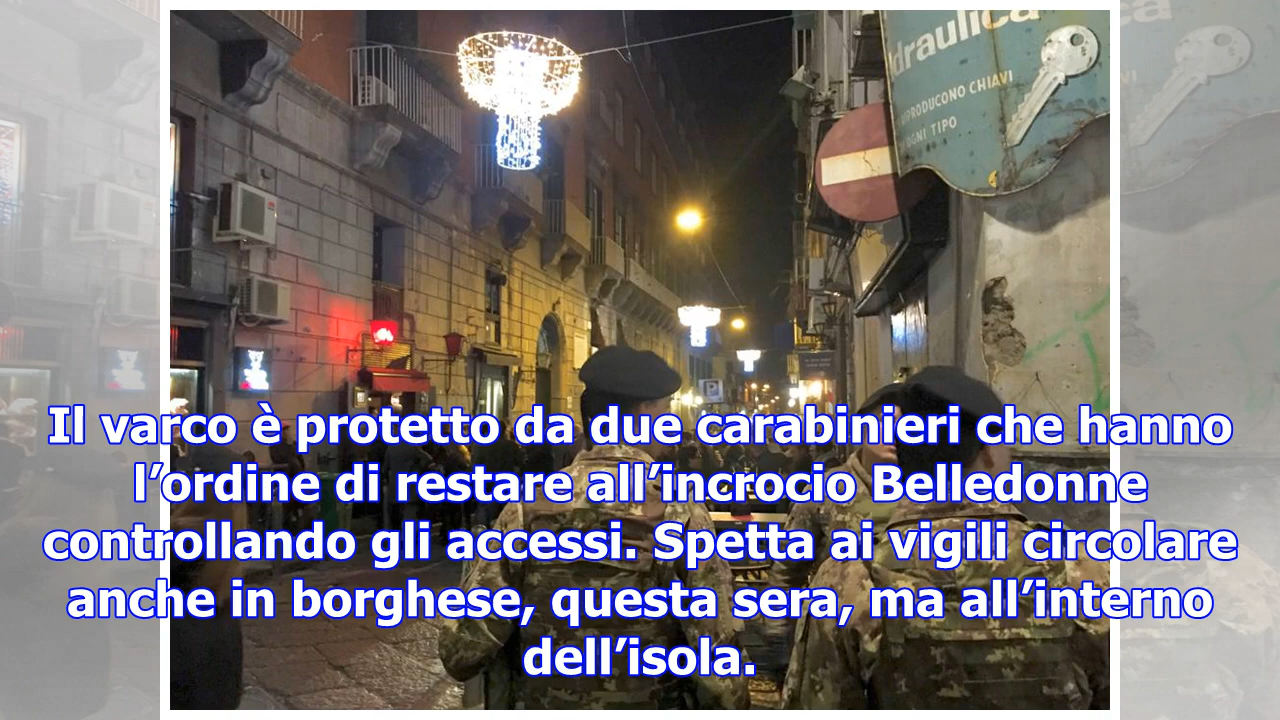 draulica
RIPRODUCONO CHIAVI
OGNI TIPO
P
Il varco è protetto da due carabinieri che hanno
l’ordine di restare all’incrocio Belledonne
controllando gli accessi. Spetta ai vigili circolare
anche in borghese, questa sera, ma all’interno
dell’isola.